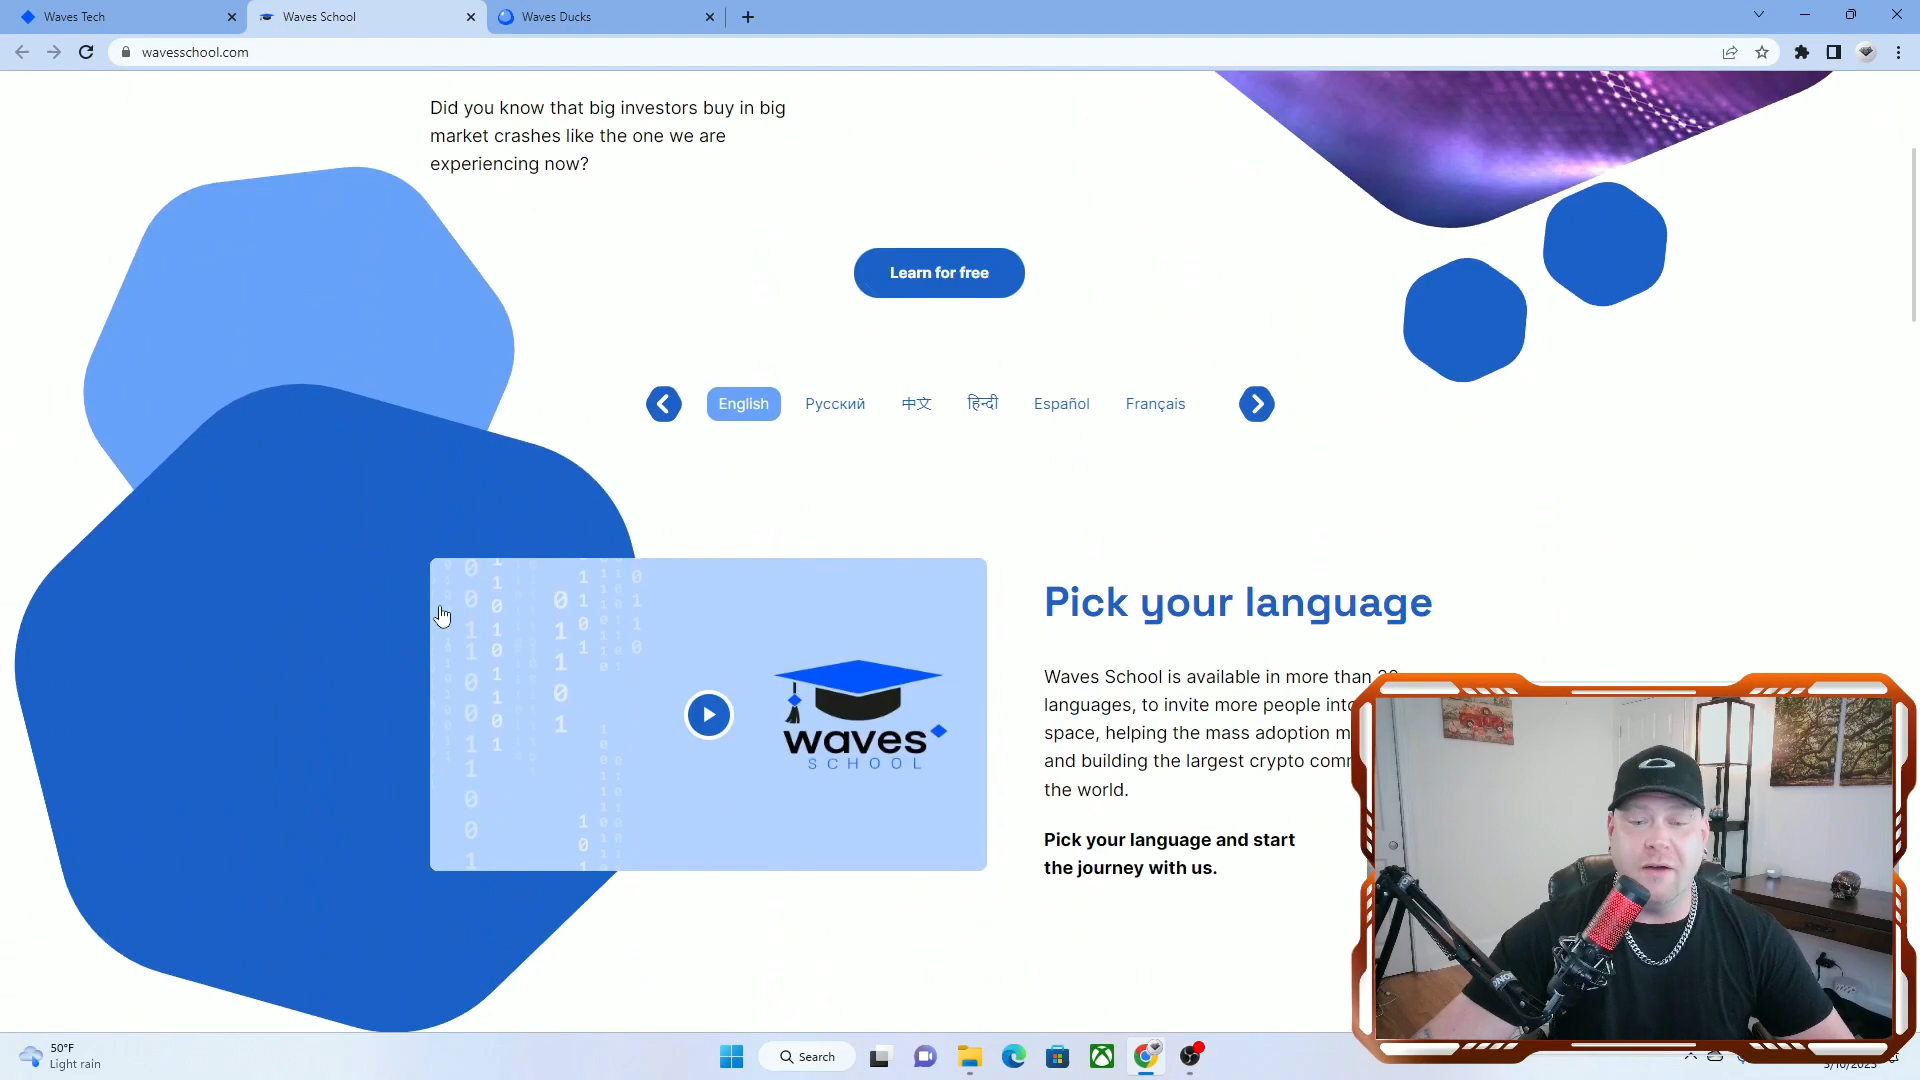 Waves Tech
Waves School
Waves Ducks
wavesschool.com
Did you know that big investors buy in big
market crashes like the one we are
experiencing now?
Learn for free
English Русский 中文 हिन्दी Español Français
waves
SCHOOL
Pick your language
Waves School is available in more than
languages, to invite more people into
space, helping the mass adoption
and building the largest crypto
the world.
Pick your language and start
the journey with us.
50°F
Light rain
Search